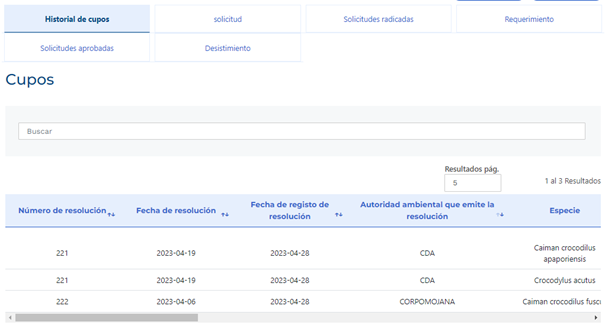 Historial de cupos solicitud Solicitudes radicadas Requerimiento
Solicitudes aprobadas Desistimiento
Cupos
Buscar
Resultados pág.
5 1 al 3 Resultados
Número de resolución Fecha de resolución Fecha de registo de resolución Autoridad ambiental que emite la resolución Especie
221 2023-04-19 2023-04-28 CDA Caiman crocodilus apaporiensis
221 2023-04-19 2023-04-28 CDA Crocodylus acutus
222 2023-04-06 2023-04-28 CORPOMOJANA Caiman crocodilus fusc